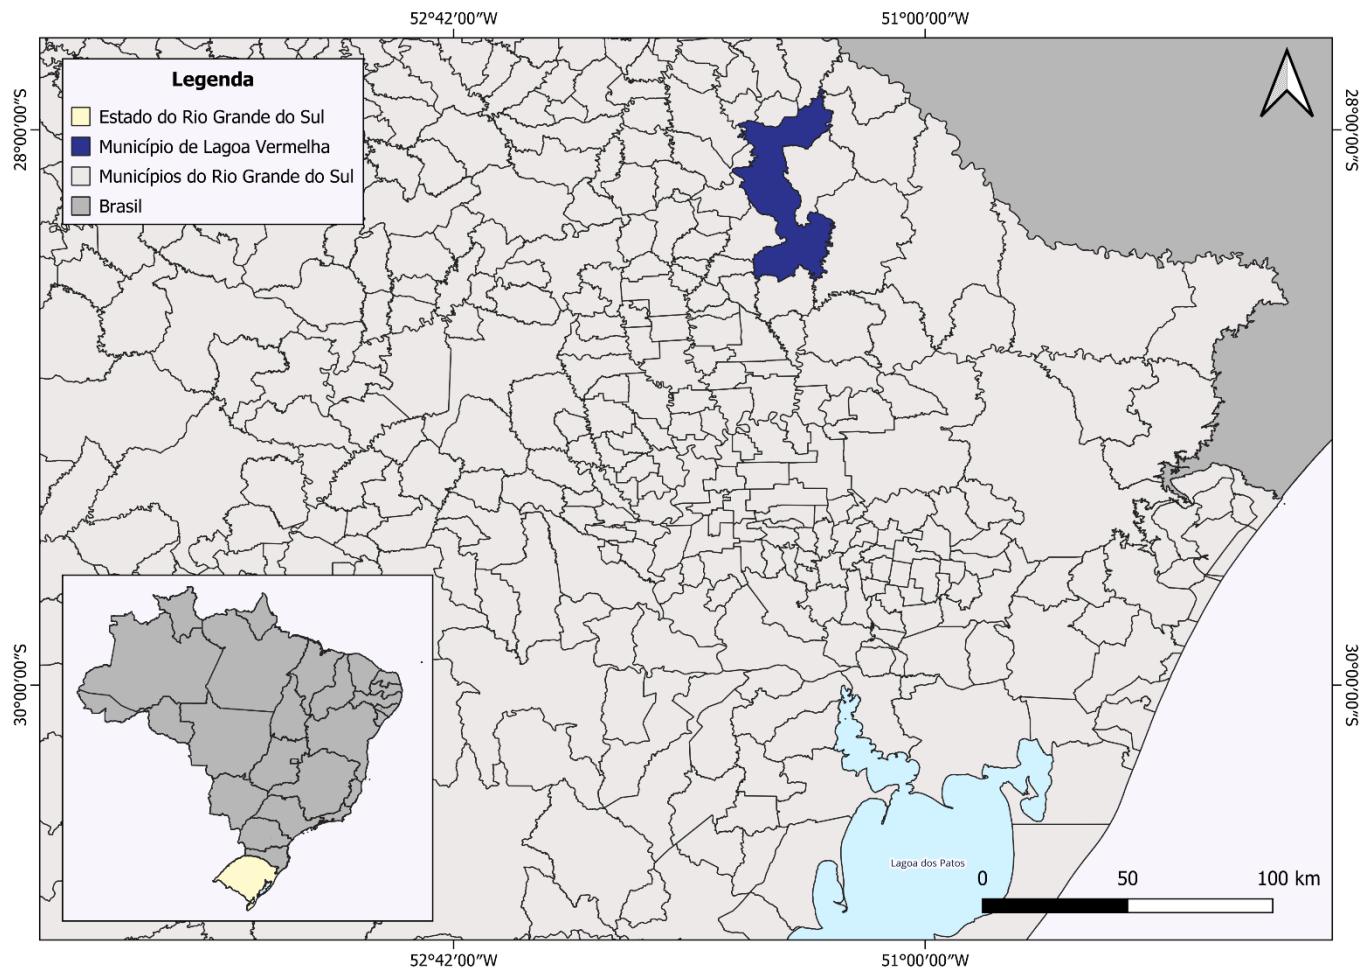 52°42'00"W
51°00'00"W
Legenda
Estado do Rio Grande do Sul
Município de Lagoa Vermelha
Municípios do Rio Grande do Sul
Brasil
28°00'00"S
28°00'00"S
30°00'00"S
30°00'00"S
Lagoa dos Patos
0 50 100 km
52°42'00"W
51°00'00"W